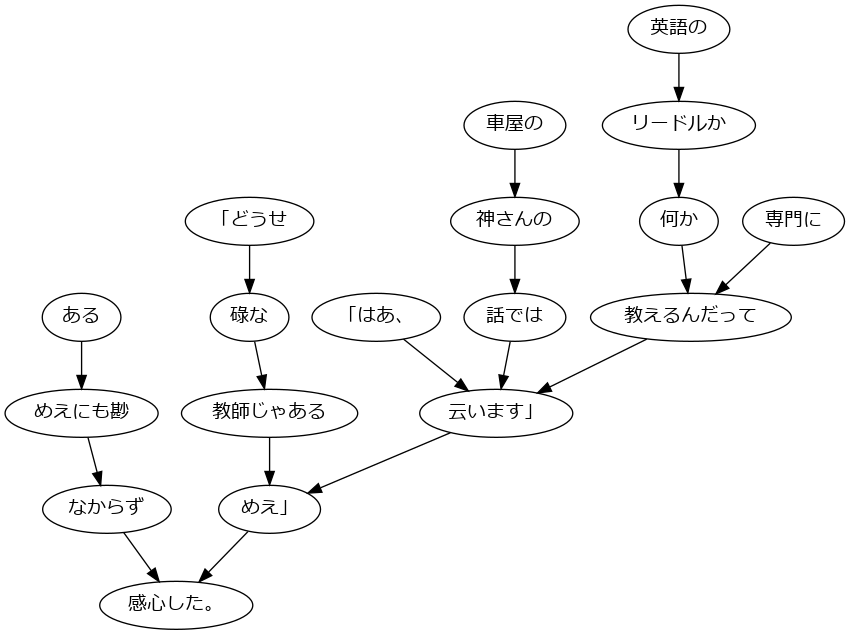 英語の
車屋の
リードルか
「どうせ
神さんの
何か
専門に
ある
碌な
「はあ、
話では
教えるんだって
めえにも尠
教師じゃある
云います」
なからず
めえ」
感心した。